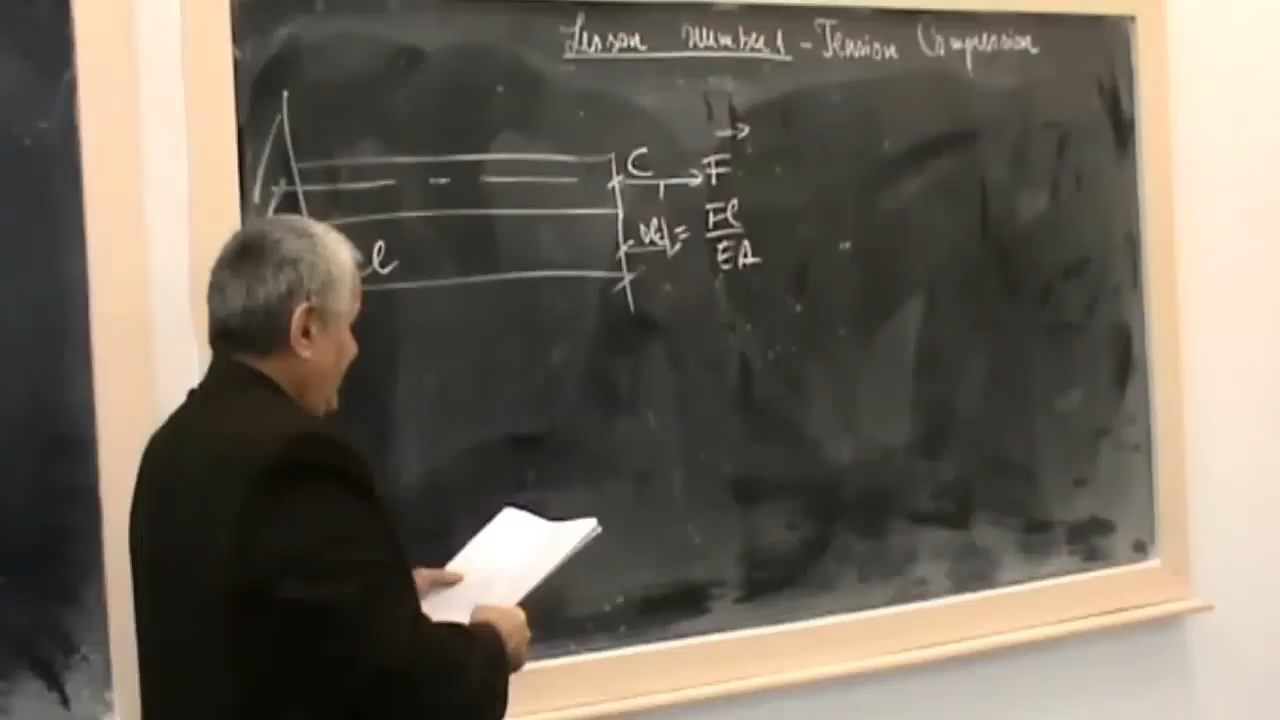 Lesson number 1 - Tension Compression
C
F
Δl = Fl / EA
l